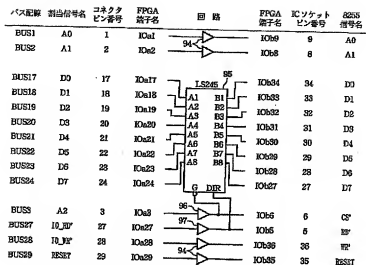 バス配線 割当信号名 コネクタピン番号 FPGA端子名 回 路 FPGA端子名 ICソケットピン番号 8255信号名
BUS1 A0 1 IOa1 IOb9 9 A0
94
BUS2 A1 2 IOa2 IOb8 8 A1
LS245 95
BUS17 D0 17 IOa17 A1 B1 IOb34 34 D0
BUS18 D1 18 IOa18 A2 B2 IOb33 33 D1
BUS19 D2 19 IOa19 A3 B3 IOb32 32 D2
BUS20 D3 20 IOa20 A4 B4 IOb31 31 D3
BUS21 D4 21 IOa21 A5 B5 IOb30 30 D4
BUS22 D5 22 IOa22 A6 B6 IOb29 29 D5
BUS23 D6 23 IOa23 A7 B7 IOb28 28 D6
BUS24 D7 24 IOa24 A8 B8 IOb27 27 D7
G DIR
96
BUS3 A2 3 IOa3 IOb6 6 CS*
97
BUS27 IO_RD* 27 IOa27 IOb5 5 RD*
BUS28 IO_WR* 28 IOa28 IOb36 36 WR*
94
BUS29 RESET 29 IOa29 IOb35 35 RESET